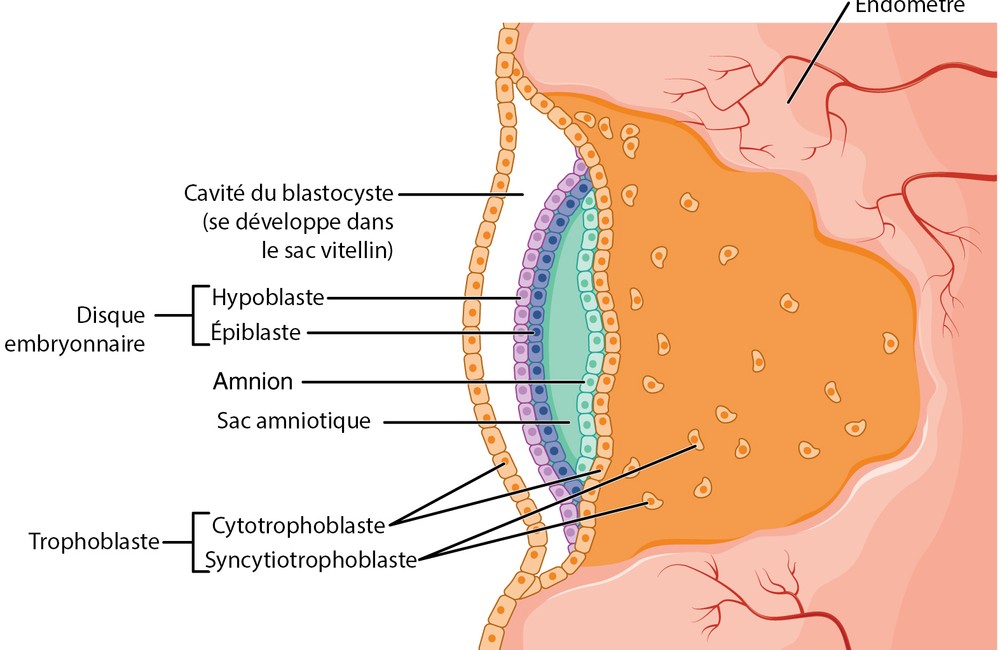 Endomètre
Cavité du blastocyste
(se développe dans
le sac vitellin)
Disque
embryonnaire
Hypoblaste
Épiblaste
Amnion
Sac amniotique
Trophoblaste
Cytotrophoblaste
Syncytiotrophoblaste